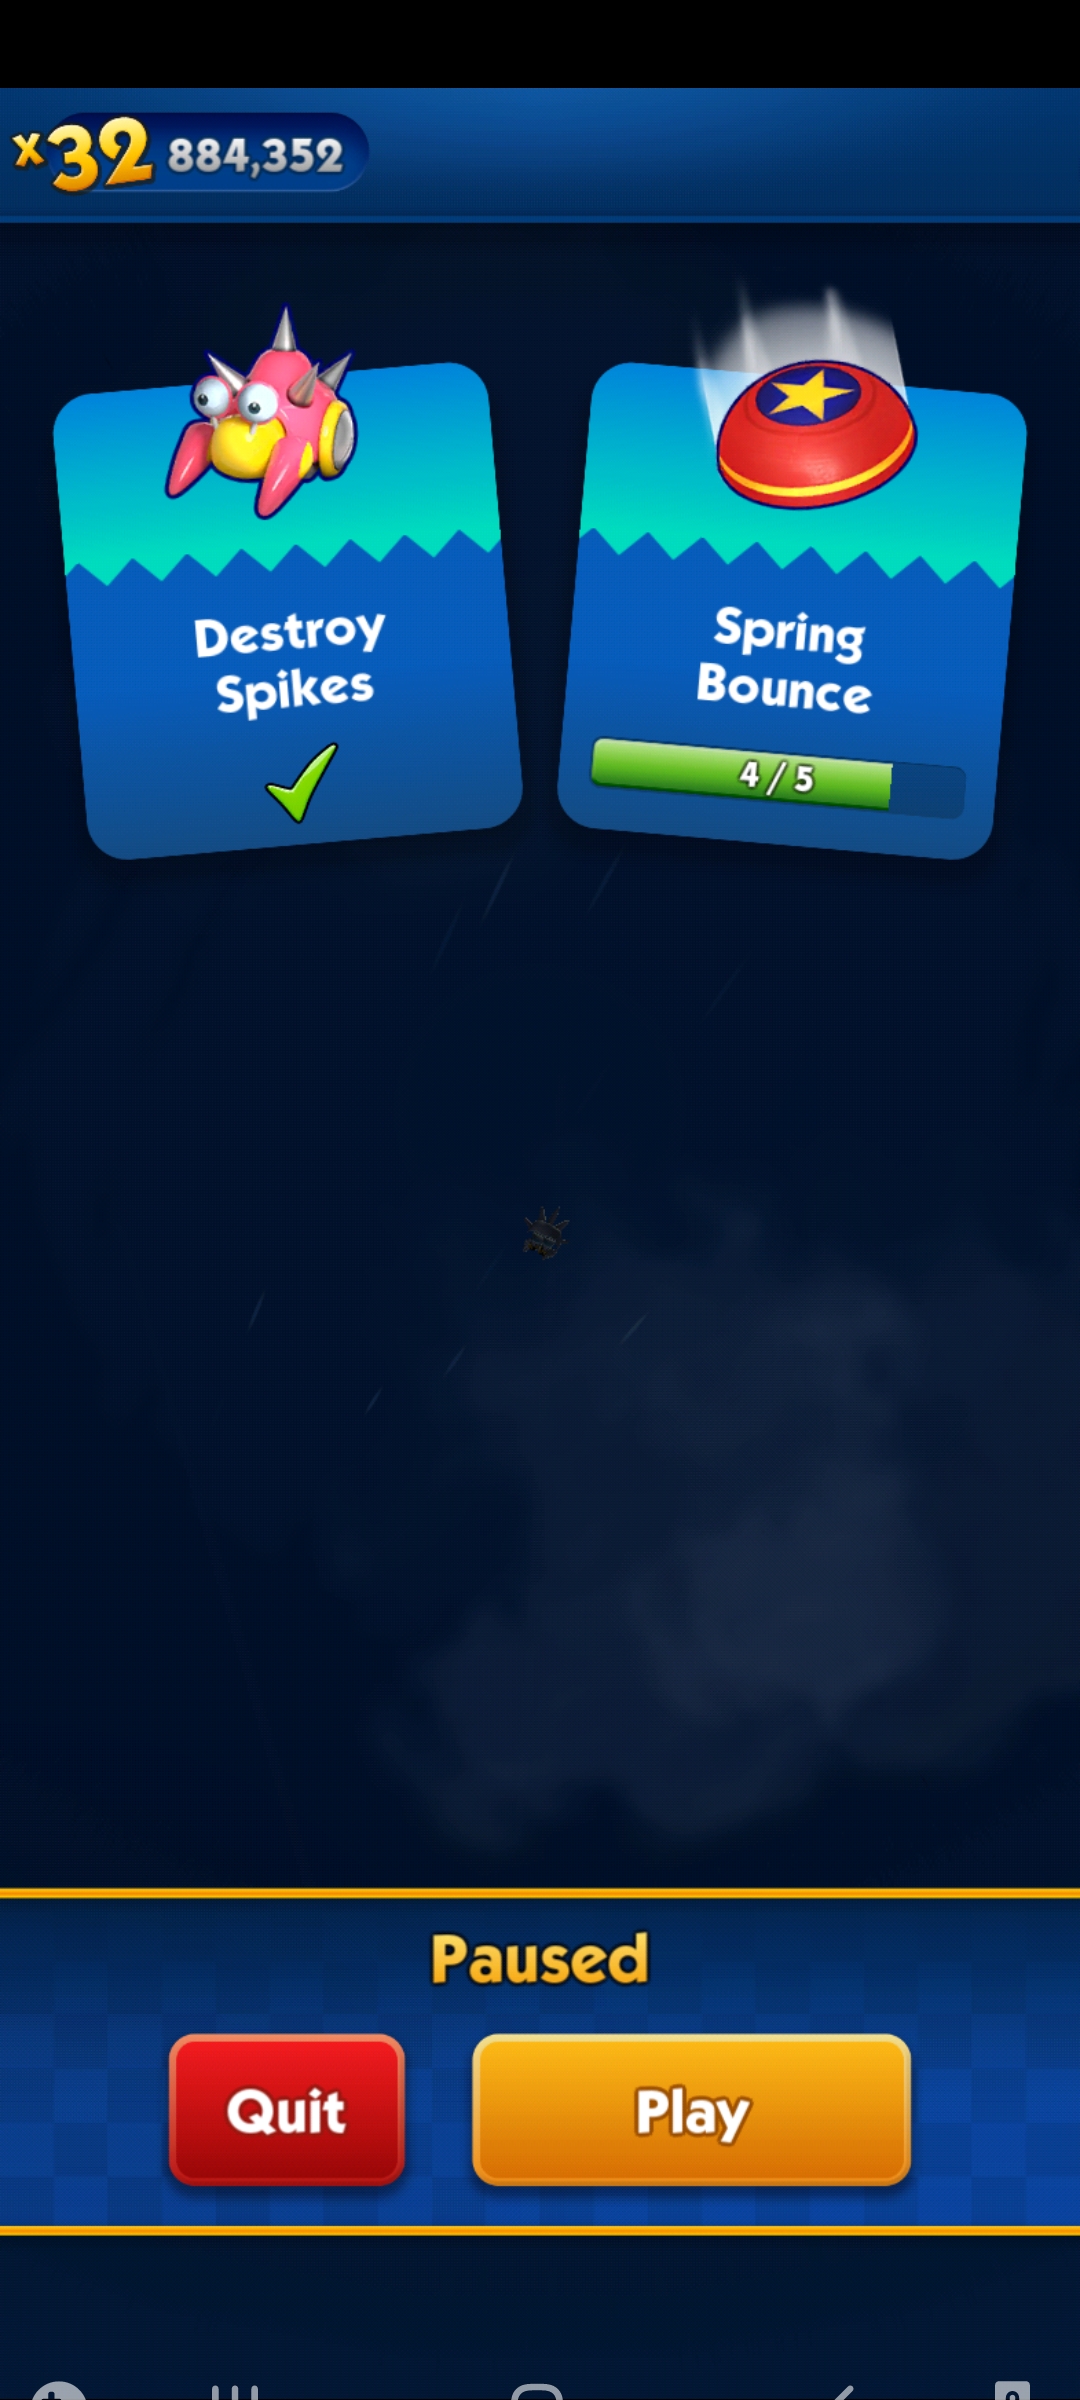 x32 884,352
Destroy
Spikes
Spring
Bounce
4 / 5
Paused
Quit
Play